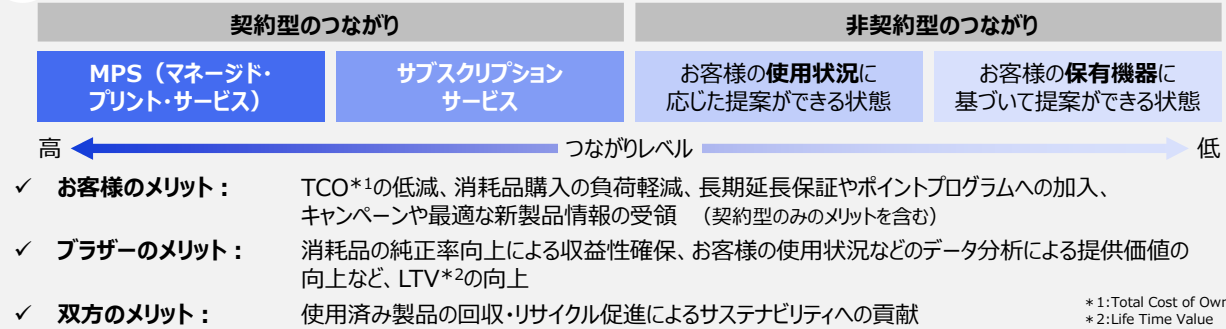 契約型のつながり
非契約型のつながり
MPS（マネージド・
プリント・サービス）
サブスクリプション
サービス
お客様の使用状況に
応じた提案ができる状態
お客様の保有機器に
基づいて提案ができる状態
高
つながりレベル
低
✓ お客様のメリット： TCO*1の低減、消耗品購入の負荷軽減、長期延長保証やポイントプログラムへの加入、
キャンペーンや最適な新製品情報の受領 （契約型のみのメリットを含む）
✓ ブラザーのメリット： 消耗品の純正率向上による収益性確保、お客様の使用状況などのデータ分析による提供価値の
向上など、LTV*2の向上
✓ 双方のメリット： 使用済み製品の回収・リサイクル促進によるサステナビリティへの貢献
*1:Total Cost of Own
*2:Life Time Value